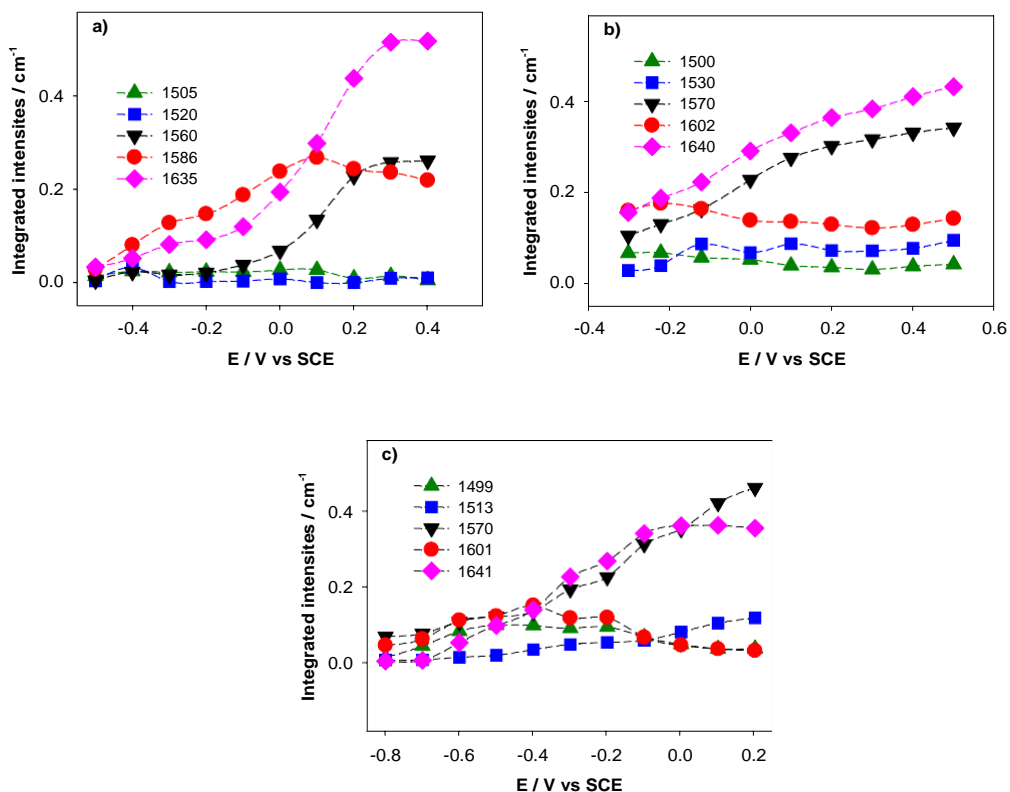 a)
Integrated intensites / cm-1
0.4
0.2
0.0
1505
1520
1560
1586
1635
-0.4 -0.2 0.0 0.2 0.4
E / V vs SCE
b)
Integrated intensities / cm-1
0.4
0.2
0.0
1500
1530
1570
1602
1640
-0.4 -0.2 0.0 0.2 0.4 0.6
E / V vs SCE
c)
Integrated intensites / cm-1
0.4
0.2
0.0
1499
1513
1570
1601
1641
-0.8 -0.6 -0.4 -0.2 0.0 0.2
E / V vs SCE